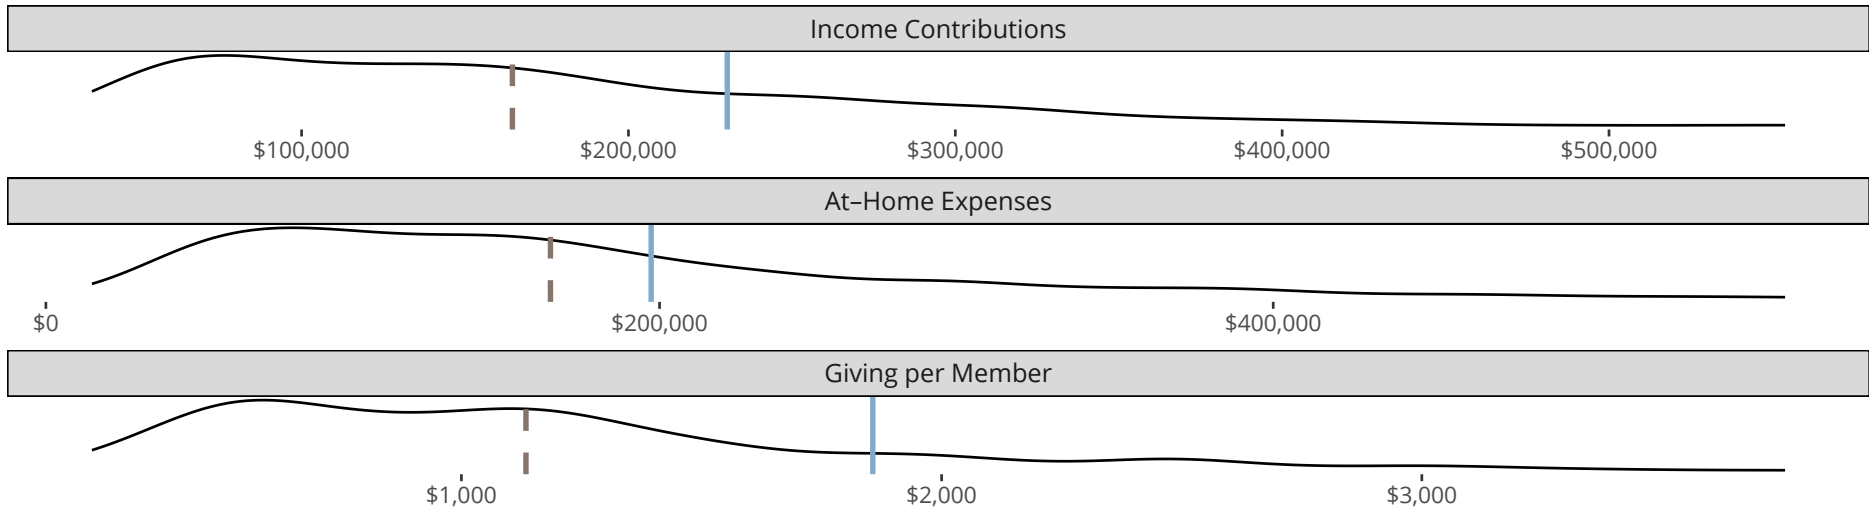 Income Contributions
$100,000 $200,000 $300,000 $400,000 $500,000
At–Home Expenses
$0 $200,000 $400,000
Giving per Member
$1,000 $2,000 $3,000